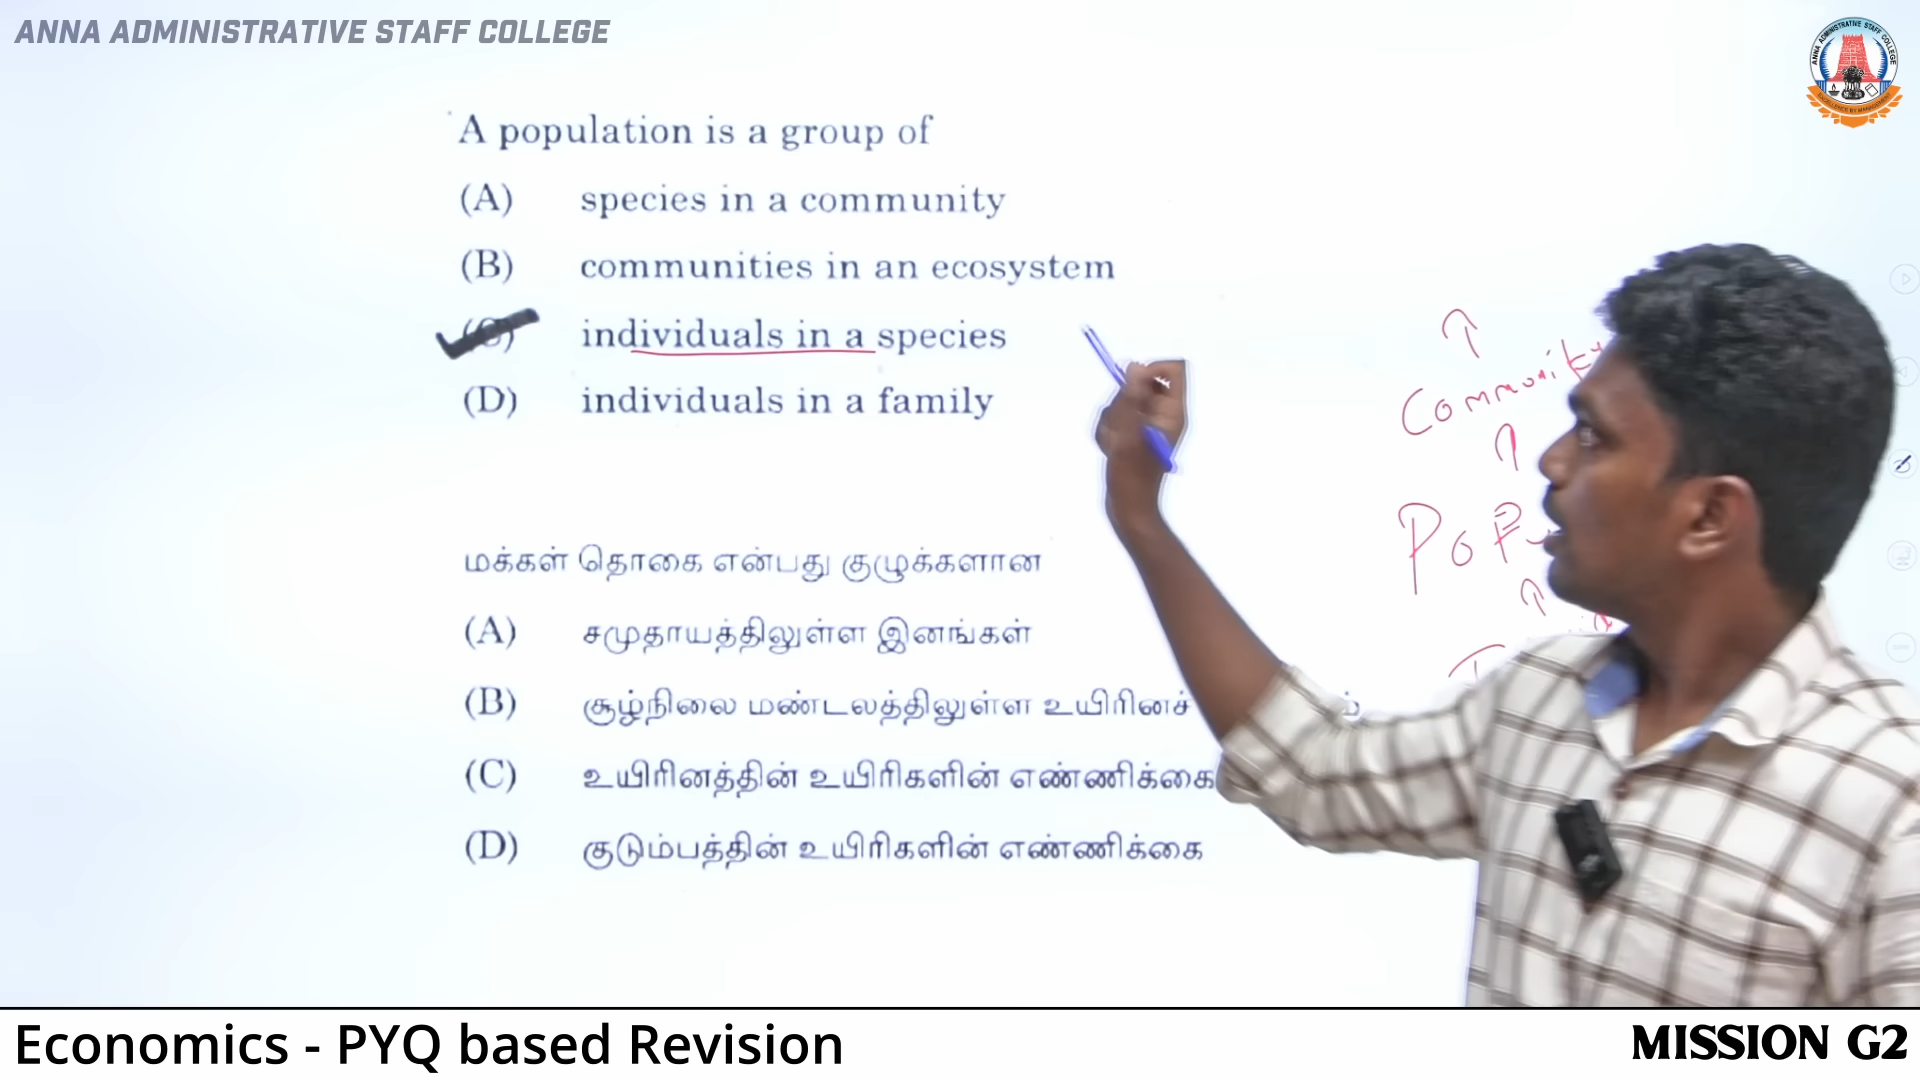 ANNA ADMINISTRATIVE STAFF COLLEGE
A population is a group of
(A) species in a community
(B) communities in an ecosystem
(C) individuals in a species
(D) individuals in a family
Community
மக்கள் தொகை என்பது குழுக்களான
(A) சமுதாயத்திலுள்ள இனங்கள்
(B) சூழ்நிலை மண்டலத்திலுள்ள உயிரினச்
(C) உயிரினத்தின் உயிரிகளின் எண்ணிக்கை
(D) குடும்பத்தின் உயிரிகளின் எண்ணிக்கை
Economics - PYQ based Revision
MISSION G2